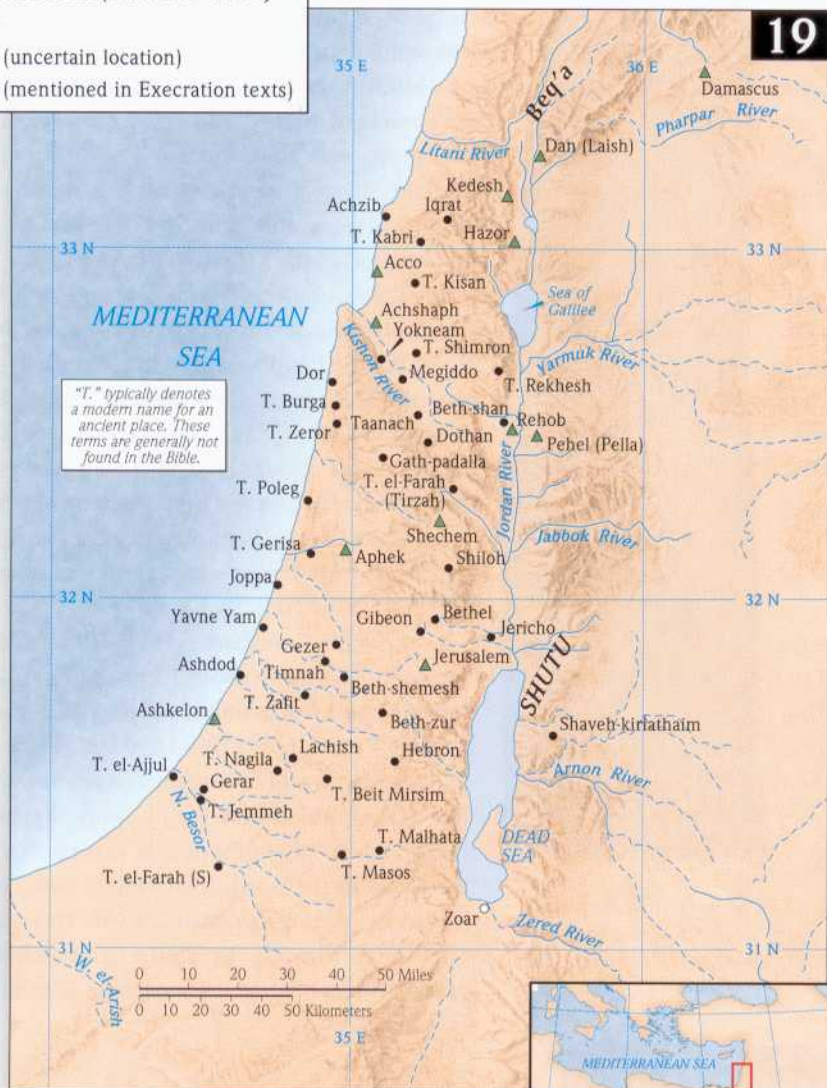 (uncertain location)
(mentioned in Execration texts)
19
35 E
36 E
Damascus
Beq'a
Pharpar River
Litani River
Dan (Laish)
Kedesh
Achzib
Iqrat
T. Kabri
Hazor
33 N
33 N
Acco
T. Kisan
Sea of
Galilee
MEDITERRANEAN
SEA
Achshaph
Yokneam
Kishon River
T. Shimron
Yarmuk River
Dor
Megiddo
T. Rekhesh
"T." typically denotes
a modern name for an
ancient place. These
terms are generally not
found in the Bible.
T. Burga
Beth-shan
T. Zeror
Taanach
Rehob
Dothan
Pehel (Pella)
Gath-padalla
T. el-Farah
(Tirzah)
T. Poleg
Jordan River
Shechem
Jabbok River
T. Gerisa
Aphek
Shiloh
Joppa
32 N
32 N
Yavne Yam
Gibeon
Bethel
Jericho
Gezer
Jerusalem
SHUTU
Ashdod
Timnah
Beth-shemesh
T. Zafit
Ashkelon
Beth-zur
Shaveh-kiriathaim
Lachish
Hebron
T. el-Ajjul
T. Nagila
Arnon River
Gerar
T. Beit Mirsim
T. Jemmeh
N. Besor
T. Malhata
DEAD
SEA
T. el-Farah (S)
T. Masos
Zoar
Zered River
31 N
31 N
W. el-Arish
0 10 20 30 40 50 Miles
0 10 20 30 40 50 Kilometers
35 E
MEDITERRANEAN SEA